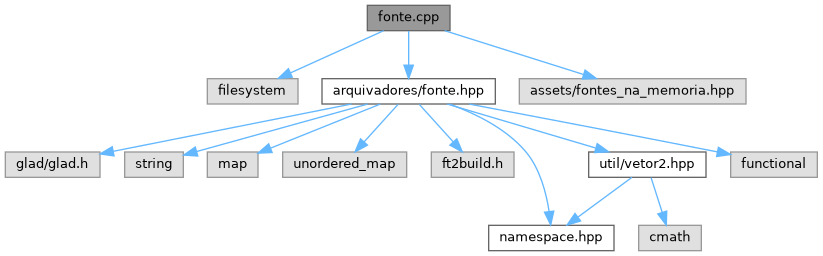 fonte.cpp
filesystem
arquivadores/fonte.hpp
assets/fontes_na_memoria.hpp
glad/glad.h
string
map
unordered_map
ft2build.h
util/vetor2.hpp
functional
namespace.hpp
cmath